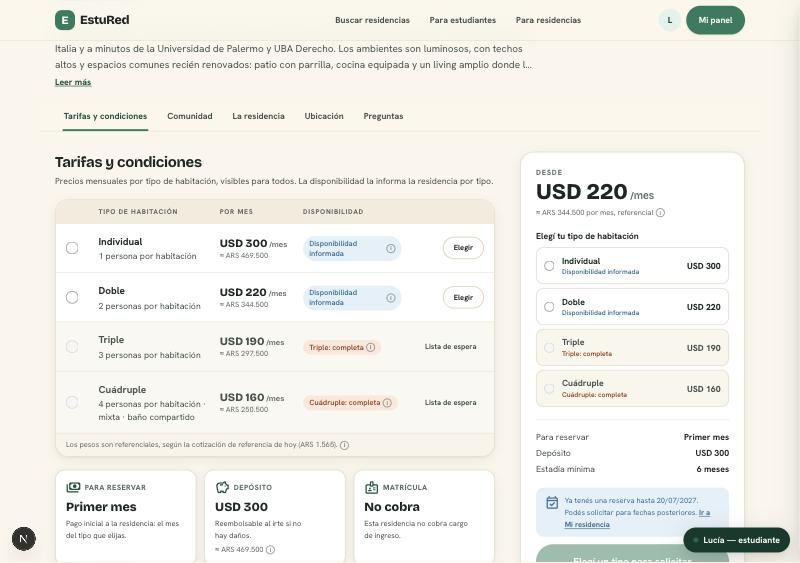 E EstuRed
Buscar residencias
Para estudiantes
Para residencias
L
Mi panel
Italia y a minutos de la Universidad de Palermo y UBA Derecho. Los ambientes son luminosos, con techos
altos y espacios comunes recién renovados: patio con parrilla, cocina equipada y un living amplio donde l...
Leer más
Tarifas y condiciones
Comunidad
La residencia
Ubicación
Preguntas
Tarifas y condiciones
Precios mensuales por tipo de habitación, visibles para todos. La disponibilidad la informa la residencia por tipo.
TIPO DE HABITACIÓN
POR MES
DISPONIBILIDAD
Individual
1 persona por habitación
USD 300 /mes
≈ ARS 469.500
Disponibilidad
informada
Elegir
Doble
2 personas por habitación
USD 220 /mes
≈ ARS 344.500
Disponibilidad
informada
Elegir
Triple
3 personas por habitación
USD 190 /mes
≈ ARS 297.500
Triple: completa
Lista de espera
Cuádruple
4 personas por habitación ·
mixta · baño compartido
USD 160 /mes
≈ ARS 250.500
Cuádruple: completa
Lista de espera
Los pesos son referenciales, según la cotización de referencia de hoy (ARS 1.565).
PARA RESERVAR
Primer mes
Pago inicial a la residencia: el mes
del tipo que elijas.
DEPÓSITO
USD 300
Reembolsable al irte si no
hay daños.
≈ ARS 469.500
MATRÍCULA
No cobra
Esta residencia no cobra cargo
de ingreso.
DESDE
USD 220 /mes
≈ ARS 344.500 por mes, referencial
Elegí tu tipo de habitación
Individual
Disponibilidad informada
USD 300
Doble
Disponibilidad informada
USD 220
Triple
Triple: completa
USD 190
Cuádruple
Cuádruple: completa
USD 160
Para reservar
Primer mes
Depósito
USD 300
Estadía mínima
6 meses
Ya tenés una reserva hasta 20/07/2027.
Podés solicitar para fechas posteriores. Ir a
Mi residencia
Elegí un tipo para solicitar
N
Lucía — estudiante